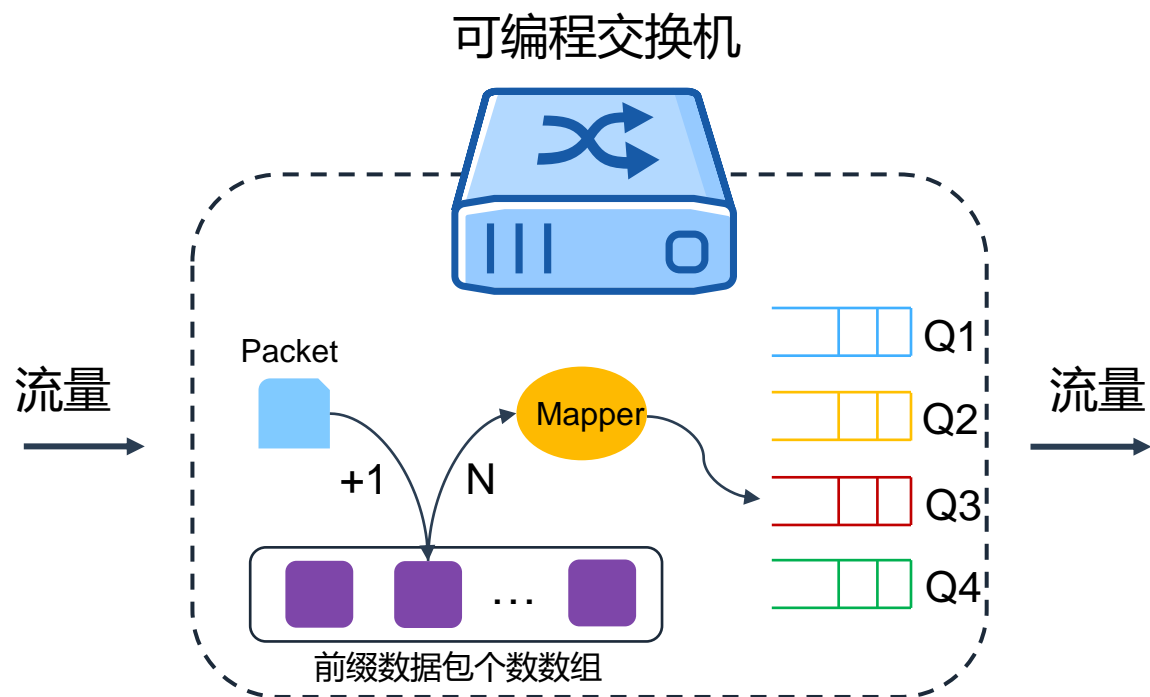 可编程交换机
流量
Packet
+1
N
Mapper
Q1
Q2
Q3
Q4
…
前缀数据包个数数组
流量